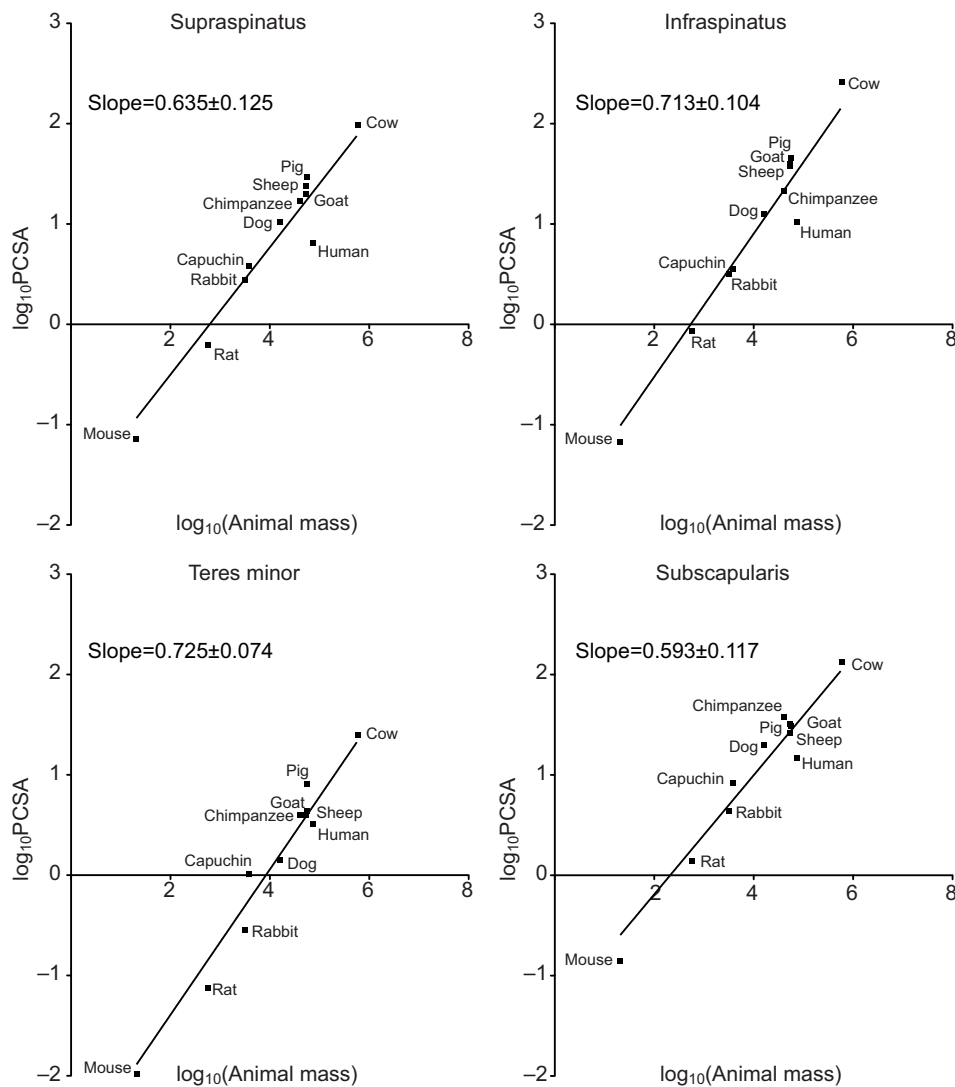 Supraspinatus
3
log10PCSA
Slope=0.635±0.125
2
Cow
Pig
Sheep
Goat
Chimpanzee
1
Dog
Human
Capuchin
Rabbit
0
2
4
6
8
Rat
–1
Mouse
–2
log10(Animal mass)
Infraspinatus
3
log10PCSA
Slope=0.713±0.104
Cow
2
Pig
Goat
Sheep
Chimpanzee
1
Dog
Human
Capuchin
Rabbit
0
2
4
6
8
Rat
–1
Mouse
–2
log10(Animal mass)
Teres minor
3
log10PCSA
Slope=0.725±0.074
2
Cow
1
Pig
Goat
Sheep
Chimpanzee
Human
Capuchin
Dog
0
2
4
6
8
Rabbit
–1
Rat
–2
Mouse
log10(Animal mass)
Subscapularis
3
log10PCSA
Slope=0.593±0.117
2
Cow
Chimpanzee
Pig
Goat
Dog
Sheep
1
Human
Capuchin
Rabbit
Rat
0
2
4
6
8
–1
Mouse
–2
log10(Animal mass)